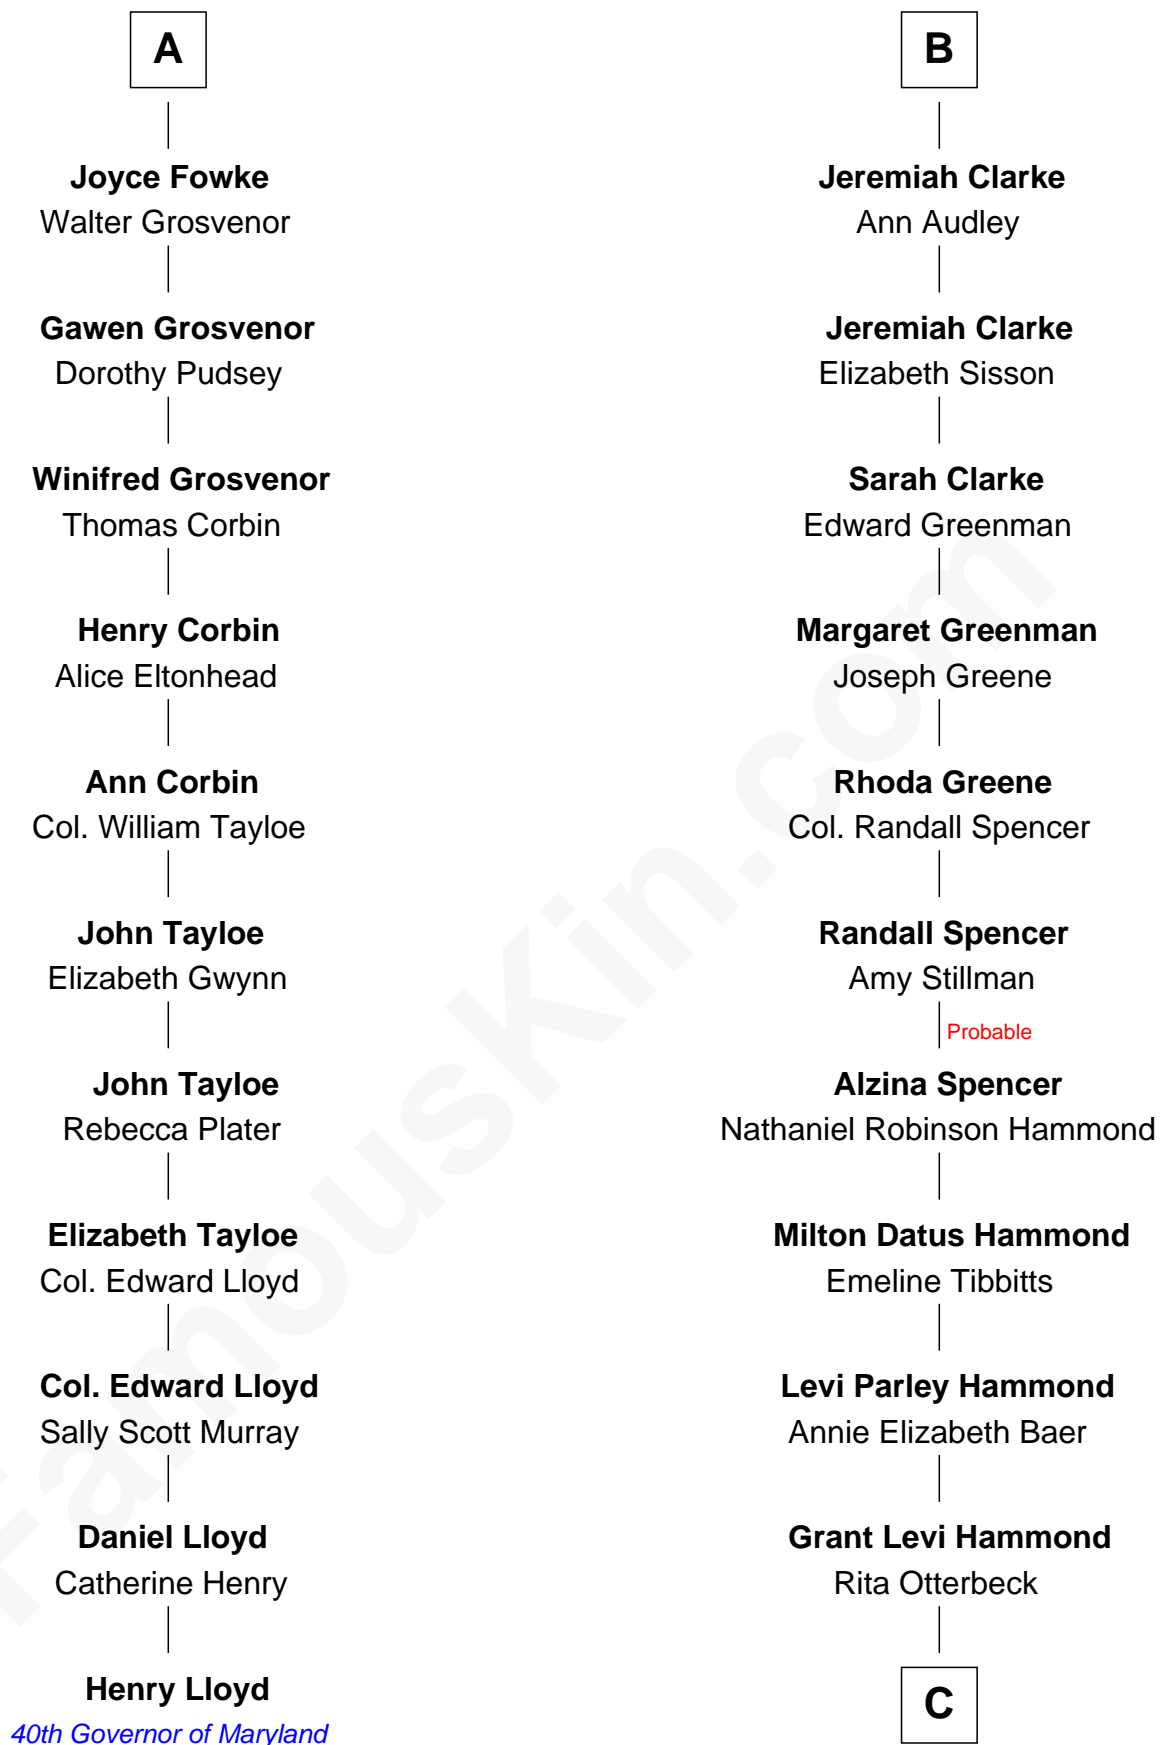 A
Joyce Fowke
Walter Grosvenor
Gawen Grosvenor
Dorothy Pudsey
Winifred Grosvenor
Thomas Corbin
Henry Corbin
Alice Eltonhead
Ann Corbin
Col. William Tayloe
John Tayloe
Elizabeth Gwynn
John Tayloe
Rebecca Plater
Elizabeth Tayloe
Col. Edward Lloyd
Col. Edward Lloyd
Sally Scott Murray
Daniel Lloyd
Catherine Henry
Henry Lloyd
40th Governor of Maryland
B
Jeremiah Clarke
Ann Audley
Jeremiah Clarke
Elizabeth Sisson
Sarah Clarke
Edward Greenman
Margaret Greenman
Joseph Greene
Rhoda Greene
Col. Randall Spencer
Randall Spencer
Amy Stillman
Probable
Alzina Spencer
Nathaniel Robinson Hammond
Milton Datus Hammond
Emeline Tibbitts
Levi Parley Hammond
Annie Elizabeth Baer
Grant Levi Hammond
Rita Otterbeck
C
FamousKin.com